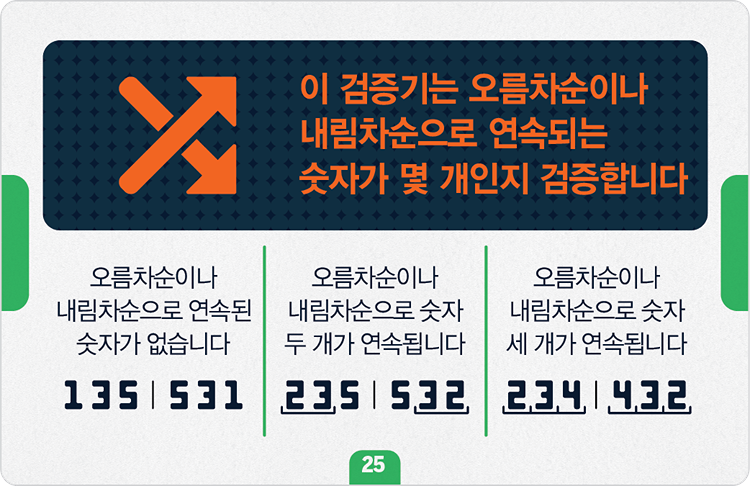 이 검증기는 오름차순이나
내림차순으로 연속되는
숫자가 몇 개인지 검증합니다
오름차순이나
내림차순으로 연속된
숫자가 없습니다
135 | 531
오름차순이나
내림차순으로 숫자
두 개가 연속됩니다
235 | 532
오름차순이나
내림차순으로 숫자
세 개가 연속됩니다
234 | 432
25